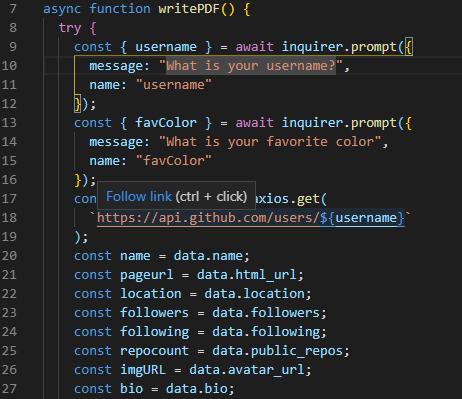 7 async function writePDF() {
8 try {
9 const { username } = await inquirer.prompt({
10 message: "What is your username?",
11 name: "username"
12 });
13 const { favColor } = await inquirer.prompt({
14 message: "What is your favorite color",
15 name: "favColor"
16 });
17 con Follow link (ctrl + click) axios.get(
18 `https://api.github.com/users/${username}`
19 );
20 const name = data.name;
21 const pageurl = data.html_url;
22 const location = data.location;
23 const followers = data.followers;
24 const following = data.following;
25 const repocount = data.public_repos;
26 const imgURL = data.avatar_url;
27 const bio = data.bio;